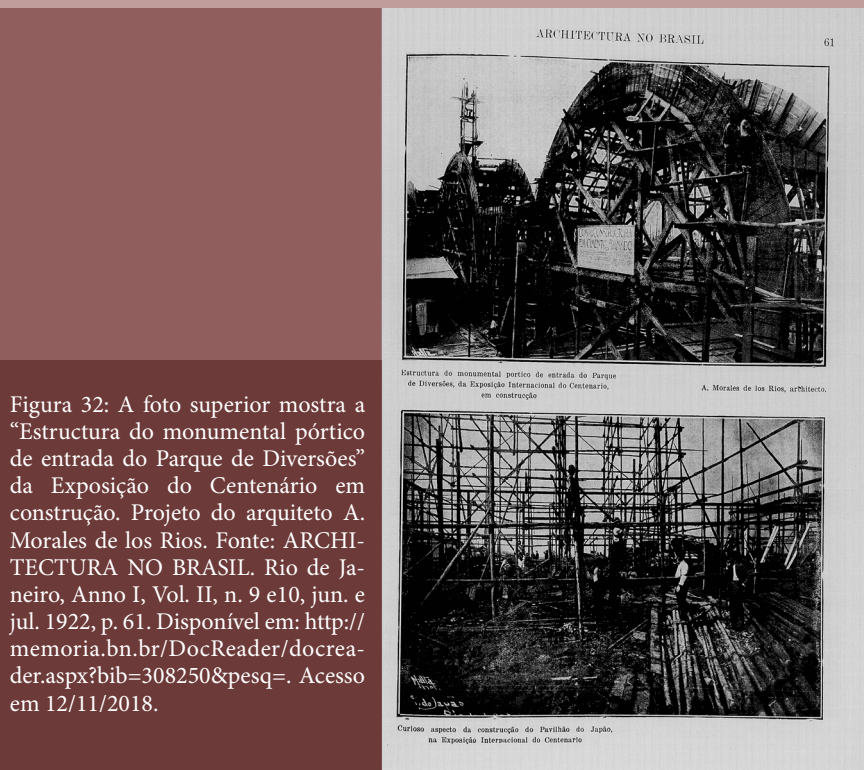 ARCHITECTURA NO BRASIL
61
Estructura do monumental portico de entrada do Parque
de Diversões, da Exposição Internacional do Centenario,
em construcção
A. Morales de los Rios, architecto.
Curioso aspecto da construcção do Pavilhão do Japão,
na Exposição Internacional do Centenario
Figura 32: A foto superior mostra a
“Estructura do monumental pórtico
de entrada do Parque de Diversões”
da Exposição do Centenário em
construção. Projeto do arquiteto A.
Morales de los Rios. Fonte: ARCHI-
TECTURA NO BRASIL. Rio de Ja-
neiro, Anno I, Vol. II, n. 9 e10, jun. e
jul. 1922, p. 61. Disponível em: http://
memoria.bn.br/DocReader/docrea-
der.aspx?bib=308250&pesq=. Acesso
em 12/11/2018.